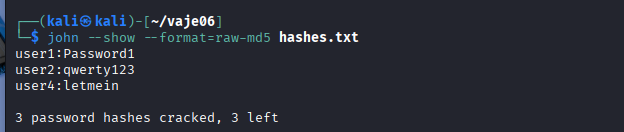 ┌──(kali㉿kali)-[~/vaje06]
└─$ john --show --format=raw-md5 hashes.txt
user1:Password1
user2:qwerty123
user4:letmein

3 password hashes cracked, 3 left